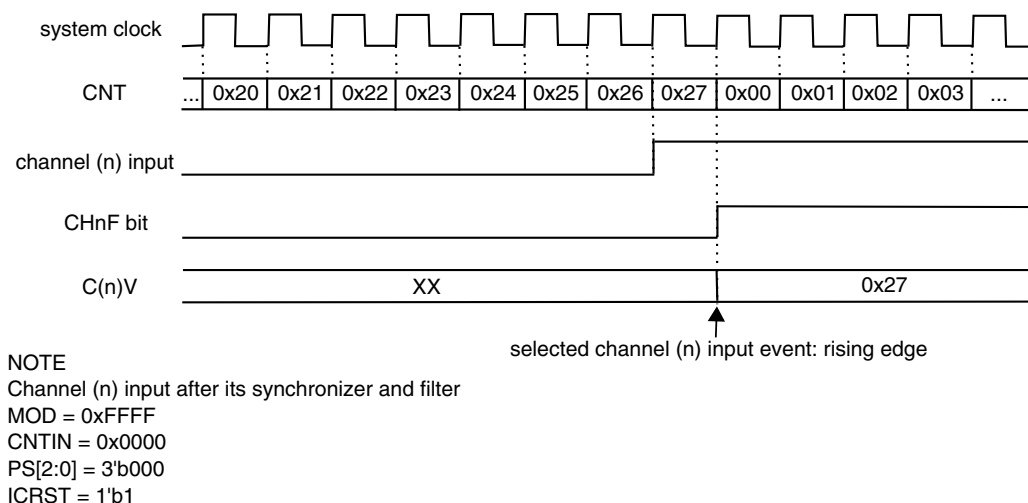 system clock
CNT ... 0x20 0x21 0x22 0x23 0x24 0x25 0x26 0x27 0x00 0x01 0x02 0x03 ...
channel (n) input
CHnF bit
C(n)V XX 0x27
selected channel (n) input event: rising edge
NOTE
Channel (n) input after its synchronizer and filter
MOD = 0xFFFF
CNTIN = 0x0000
PS[2:0] = 3'b000
ICRST = 1'b1